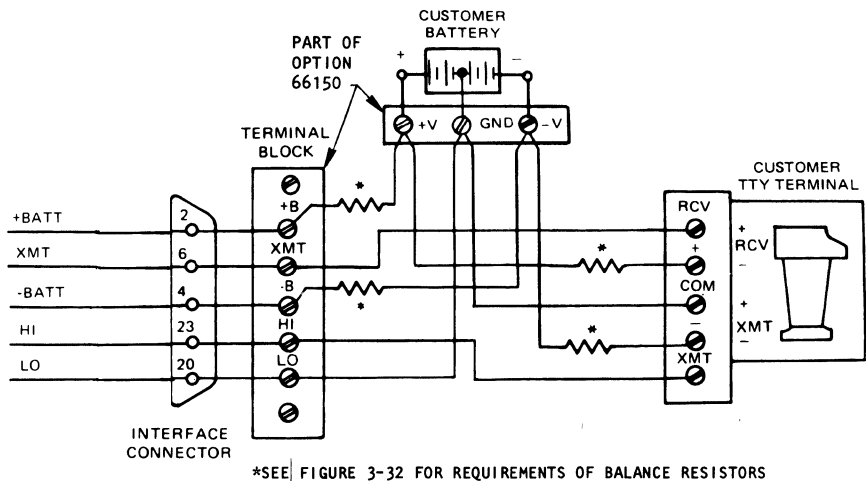 CUSTOMER
BATTERY
PART OF
OPTION
66150
+ −
+V GND −V
TERMINAL
BLOCK
CUSTOMER
TTY TERMINAL
+B
*
RCV
+BATT 2
+
RCV
XMT 6 XMT
*
+
−
-BATT 4 -B
*
COM
+
XMT
HI 23 HI
*
−
−
LO 20 LO
XMT
INTERFACE
CONNECTOR
*SEE FIGURE 3-32 FOR REQUIREMENTS OF BALANCE RESISTORS